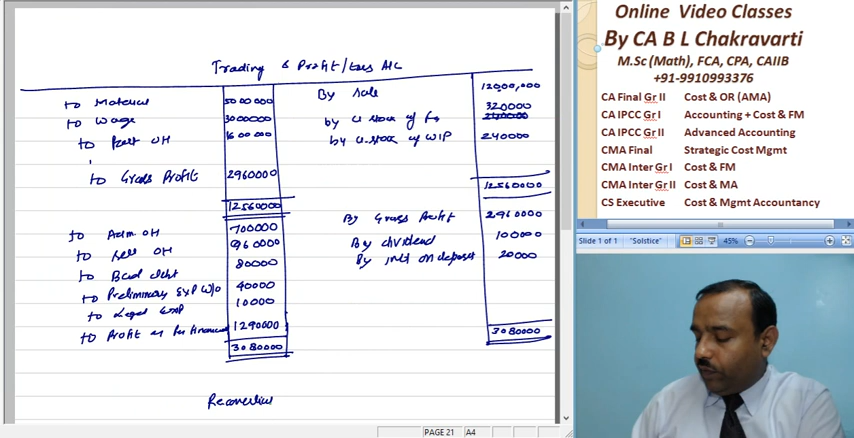 Trading & Profit/Loss A/C
To Material 5000000 By Sale 12000,000
To Wage 3000000 by Cl. stock of FG 320000
To Fact OH 1600000 by Cl. stock of WIP 240000
To Gross Profit 2960000
12560000 12560000
To Adm OH 700000 By Gross Profit 2960000
To Sell OH 960000 By dividend 100000
To Bad debt 80000 By Intt on deposit 20000
To Preliminary Exp W/O 40000
To Legal Exp 10000
To Profit as per financial 1290000
3080000 3080000
Reconcilia
PAGE 21 A4
Online Video Classes
By CA B L Chakravarti
M.Sc(Math), FCA, CPA, CAIIB
+91-9910993376
CA Final Gr II Cost & OR (AMA)
CA IPCC Gr I Accounting + Cost & FM
CA IPCC Gr II Advanced Accounting
CMA Final Strategic Cost Mgmt
CMA Inter Gr I Cost & FM
CMA Inter Gr II Cost & MA
CS Executive Cost & Mgmt Accountancy
Slide 1 of 1 "Solstice" 45%